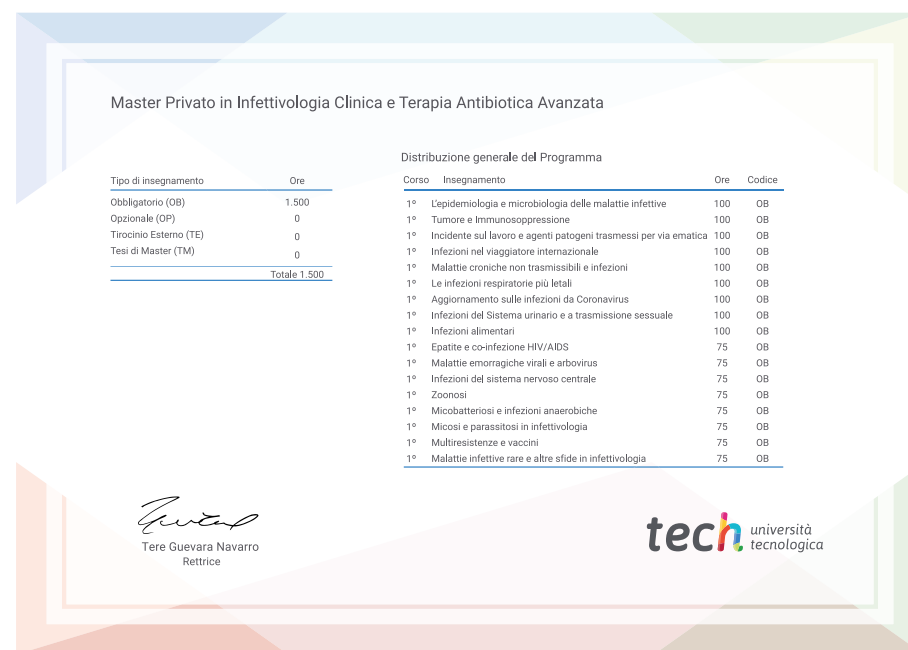 Master Privato in Infettivologia Clinica e Terapia Antibiotica Avanzata
Tipo di insegnamento Ore
Obbligatorio (OB) 1.500
Opzionale (OP) 0
Tirocinio Esterno (TE) 0
Tesi di Master (TM) 0
Totale 1.500
Distribuzione generale del Programma
Corso Insegnamento Ore Codice
1º L'epidemiologia e microbiologia delle malattie infettive 100 OB
1º Tumore e Immunosoppressione 100 OB
1º Incidente sul lavoro e agenti patogeni trasmessi per via ematica 100 OB
1º Infezioni nel viaggiatore internazionale 100 OB
1º Malattie croniche non trasmissibili e infezioni 100 OB
1º Le infezioni respiratorie più letali 100 OB
1º Aggiornamento sulle infezioni da Coronavirus 100 OB
1º Infezioni del Sistema urinario e a trasmissione sessuale 100 OB
1º Infezioni alimentari 100 OB
1º Epatite e co-infezione HIV/AIDS 75 OB
1º Malattie emorragiche virali e arbovirus 75 OB
1º Infezioni del sistema nervoso centrale 75 OB
1º Zoonosi 75 OB
1º Micobatteriosi e infezioni anaerobiche 75 OB
1º Micosi e parassitosi in infettivologia 75 OB
1º Multiresistenze e vaccini 75 OB
1º Malattie infettive rare e altre sfide in infettivologia 75 OB
Tere Guevara Navarro
Rettrice
tech università
tecnologica